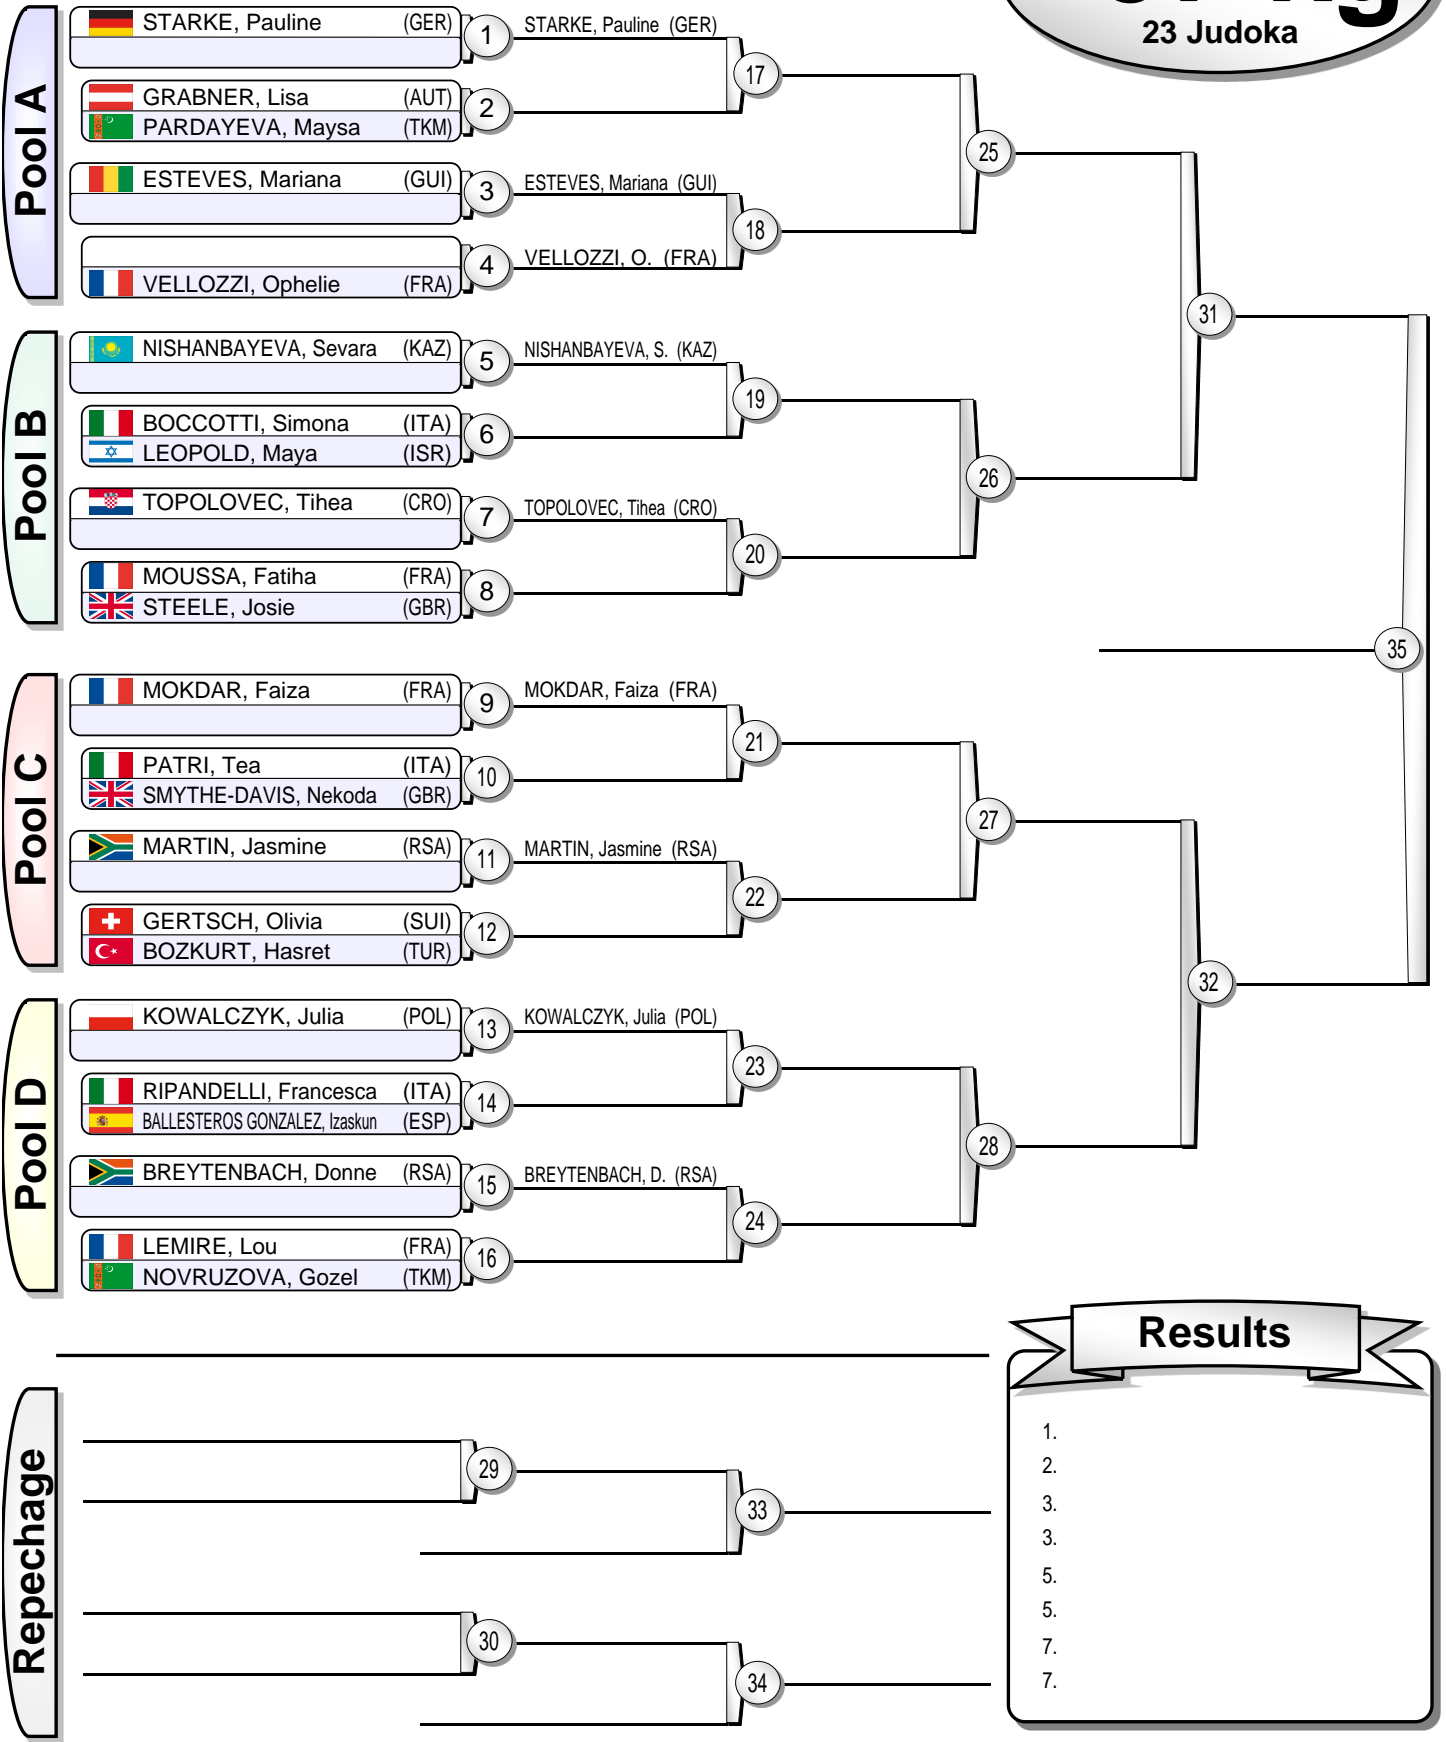 23 Judoka
Pool A
STARKE, Pauline (GER) 1 STARKE, Pauline (GER)
17
GRABNER, Lisa (AUT) 2
PARDAYEVA, Maysa (TKM)
25
ESTEVES, Mariana (GUI) 3 ESTEVES, Mariana (GUI)
18
4 VELLOZZI, O. (FRA)
VELLOZZI, Ophelie (FRA)
31
Pool B
NISHANBAYEVA, Sevara (KAZ) 5 NISHANBAYEVA, S. (KAZ)
19
BOCCOTTI, Simona (ITA) 6
LEOPOLD, Maya (ISR)
26
TOPOLOVEC, Tihea (CRO) 7 TOPOLOVEC, Tihea (CRO)
20
MOUSSA, Fatiha (FRA) 8
STEELE, Josie (GBR)
35
Pool C
MOKDAR, Faiza (FRA) 9 MOKDAR, Faiza (FRA)
21
PATRI, Tea (ITA) 10
SMYTHE-DAVIS, Nekoda (GBR)
27
MARTIN, Jasmine (RSA) 11 MARTIN, Jasmine (RSA)
22
GERTSCH, Olivia (SUI) 12
BOZKURT, Hasret (TUR)
32
Pool D
KOWALCZYK, Julia (POL) 13 KOWALCZYK, Julia (POL)
23
RIPANDELLI, Francesca (ITA) 14
BALLESTEROS GONZALEZ, Izaskun (ESP)
28
BREYTENBACH, Donne (RSA) 15 BREYTENBACH, D. (RSA)
24
LEMIRE, Lou (FRA) 16
NOVRUZOVA, Gozel (TKM)
Repechage
29
33
30
34
Results
1.
2.
3.
3.
5.
5.
7.
7.